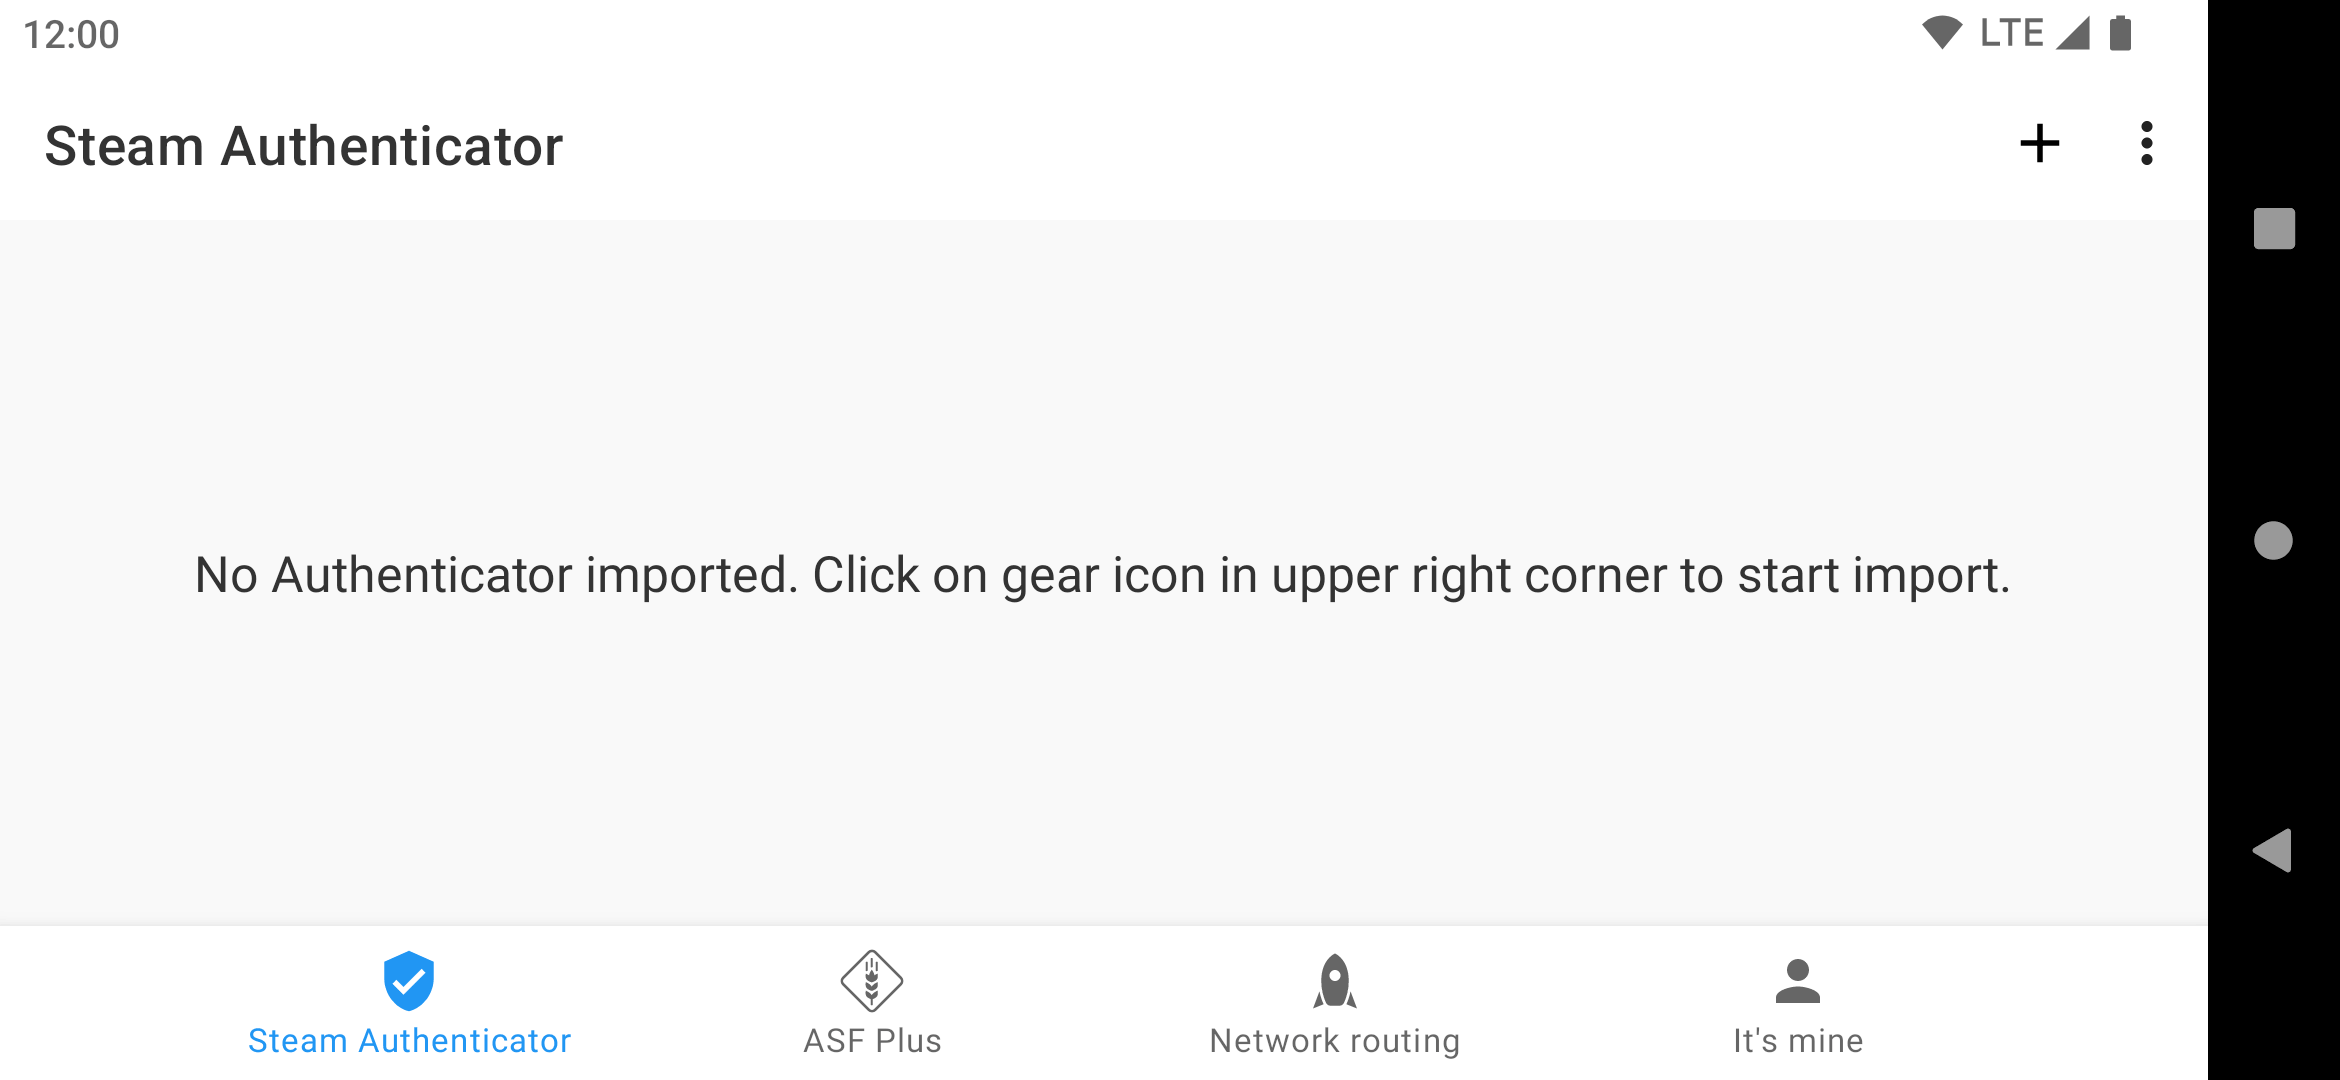 12:00
LTE
Steam Authenticator
No Authenticator imported. Click on gear icon in upper right corner to start import.
Steam Authenticator
ASF Plus
Network routing
It's mine